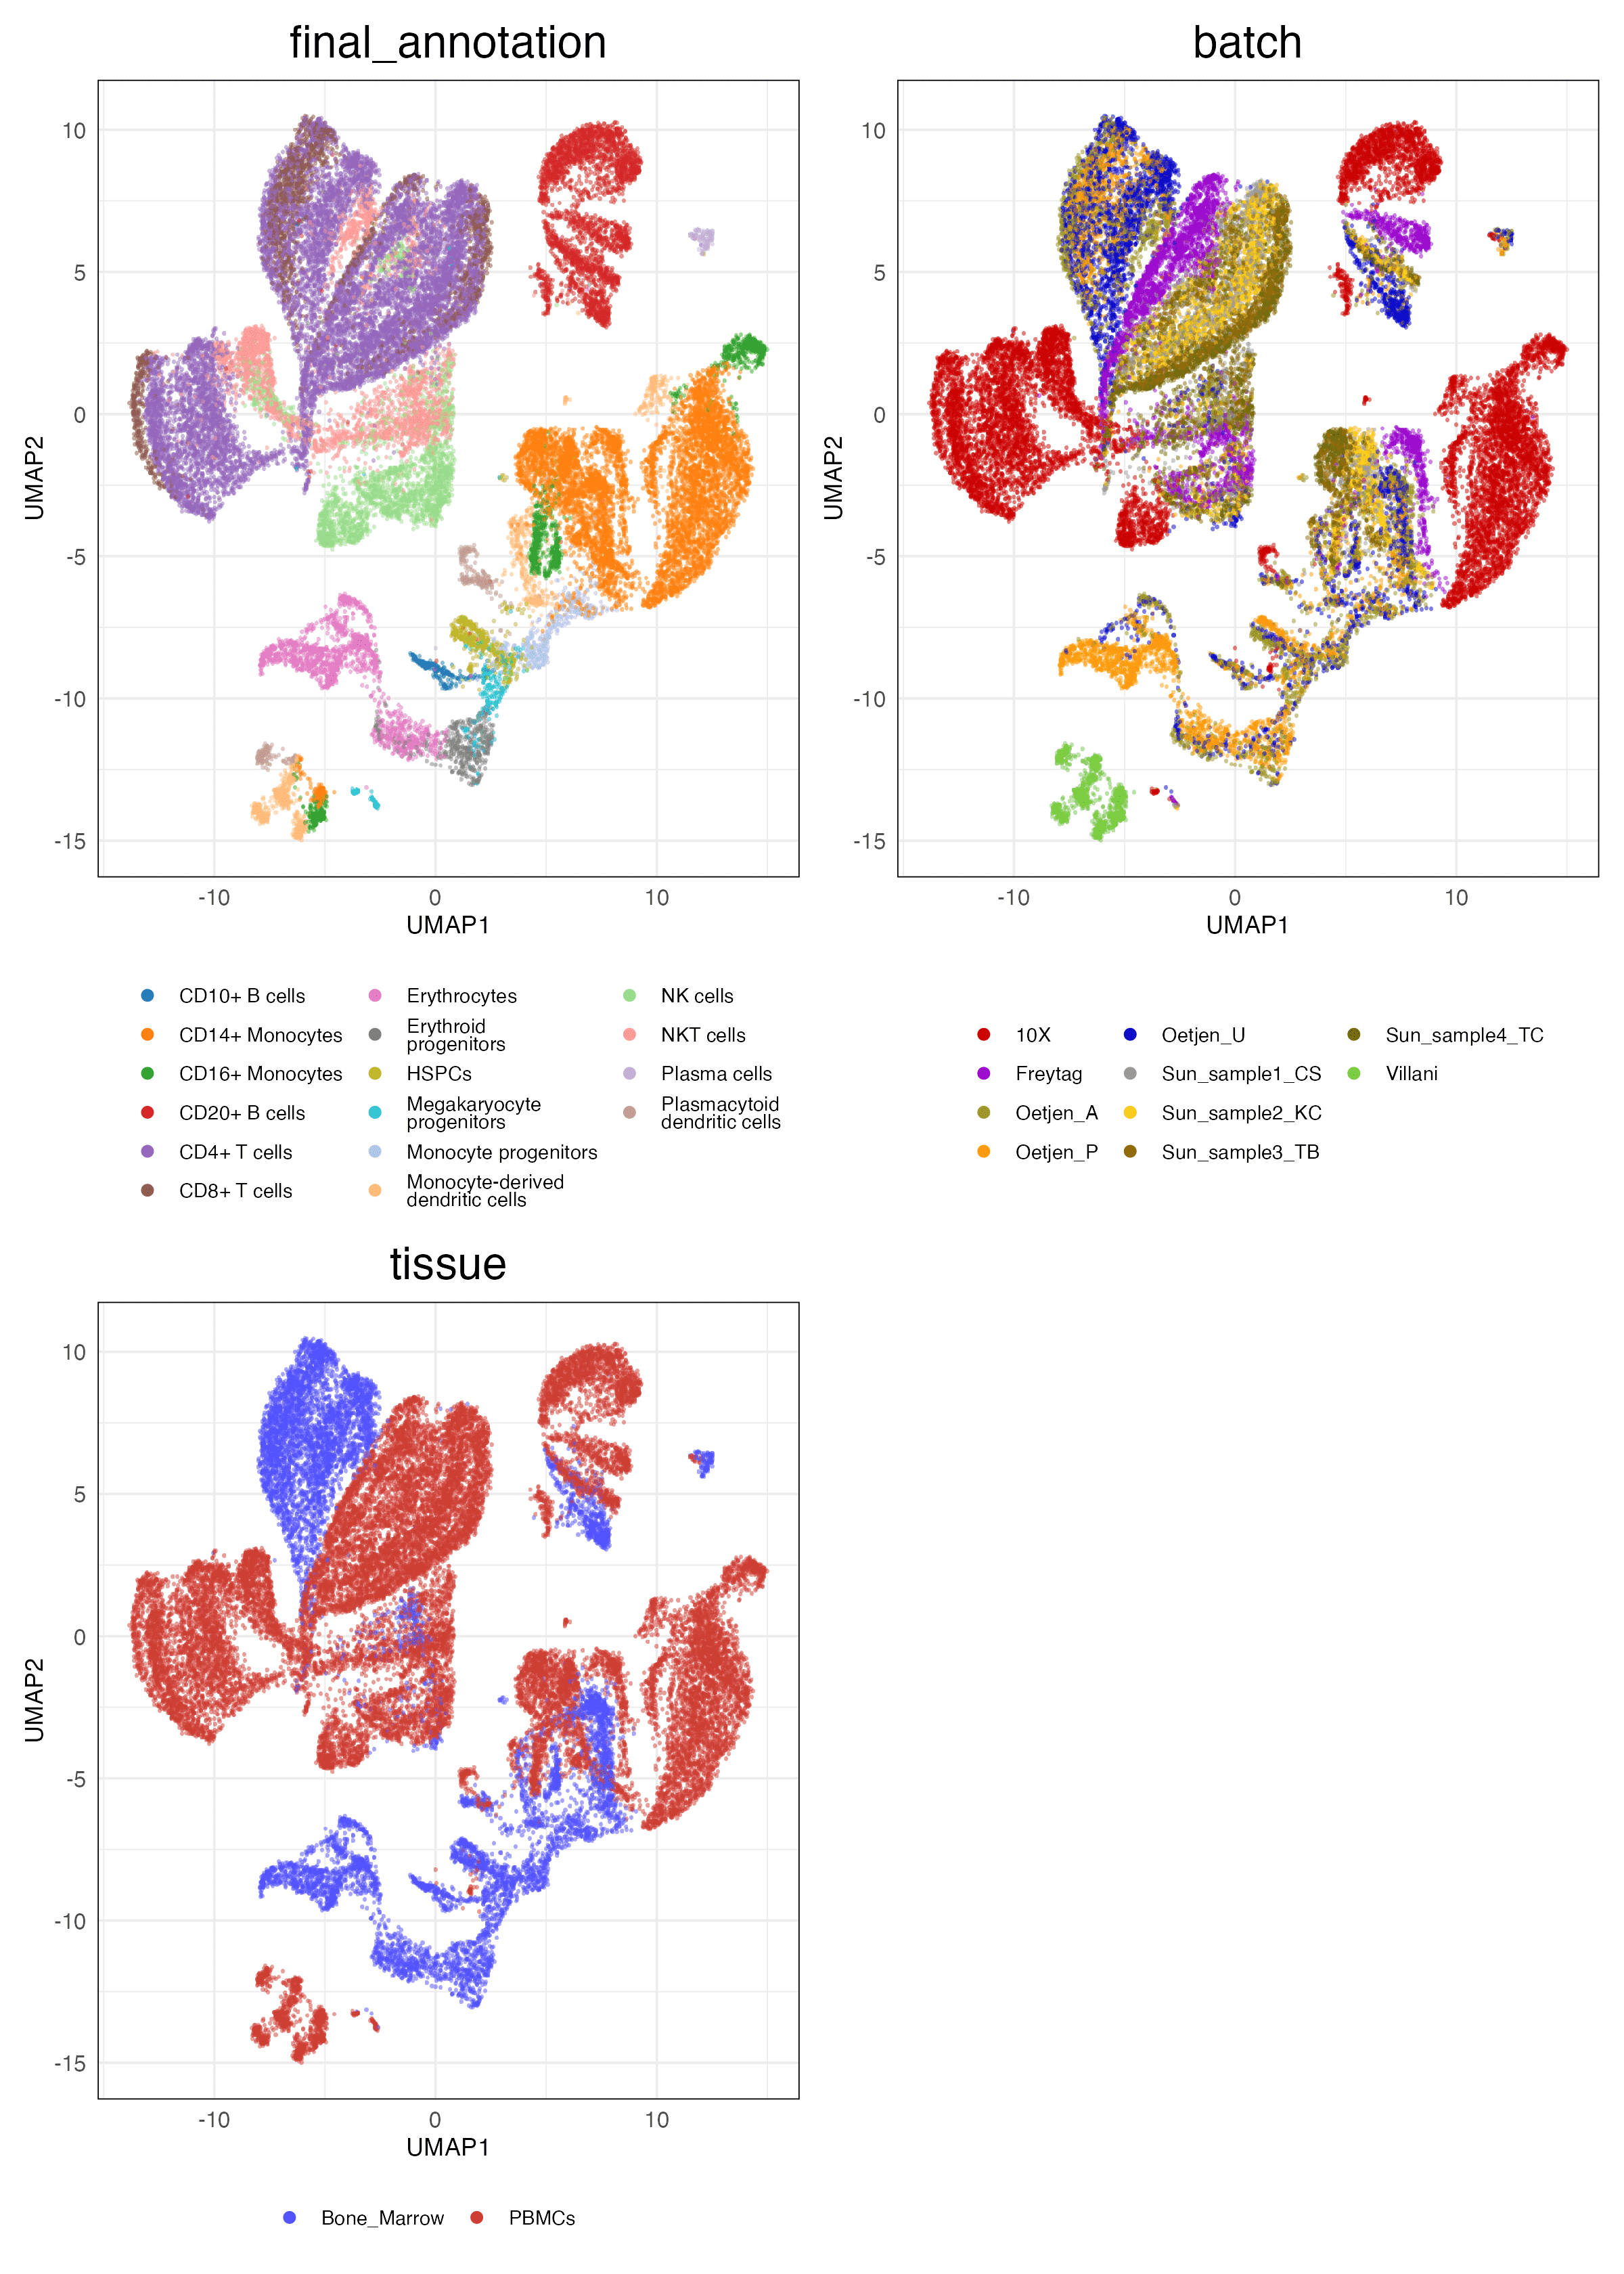 final_annotation
batch
10
5
0
-5
-10
-15
UMAP2
-10
0
10
UMAP1
10
5
0
-5
-10
-15
UMAP2
-10
0
10
UMAP1
CD10+ B cells
CD14+ Monocytes
CD16+ Monocytes
CD20+ B cells
CD4+ T cells
CD8+ T cells
Erythrocytes
Erythroid
progenitors
HSPCs
Megakaryocyte
progenitors
Monocyte progenitors
Monocyte-derived
dendritic cells
NK cells
NKT cells
Plasma cells
Plasmacytoid
dendritic cells
10X
Freytag
Oetjen_A
Oetjen_P
Oetjen_U
Sun_sample1_CS
Sun_sample2_KC
Sun_sample3_TB
Sun_sample4_TC
Villani
tissue
10
5
0
-5
-10
-15
UMAP2
-10
0
10
UMAP1
Bone_Marrow
PBMCs